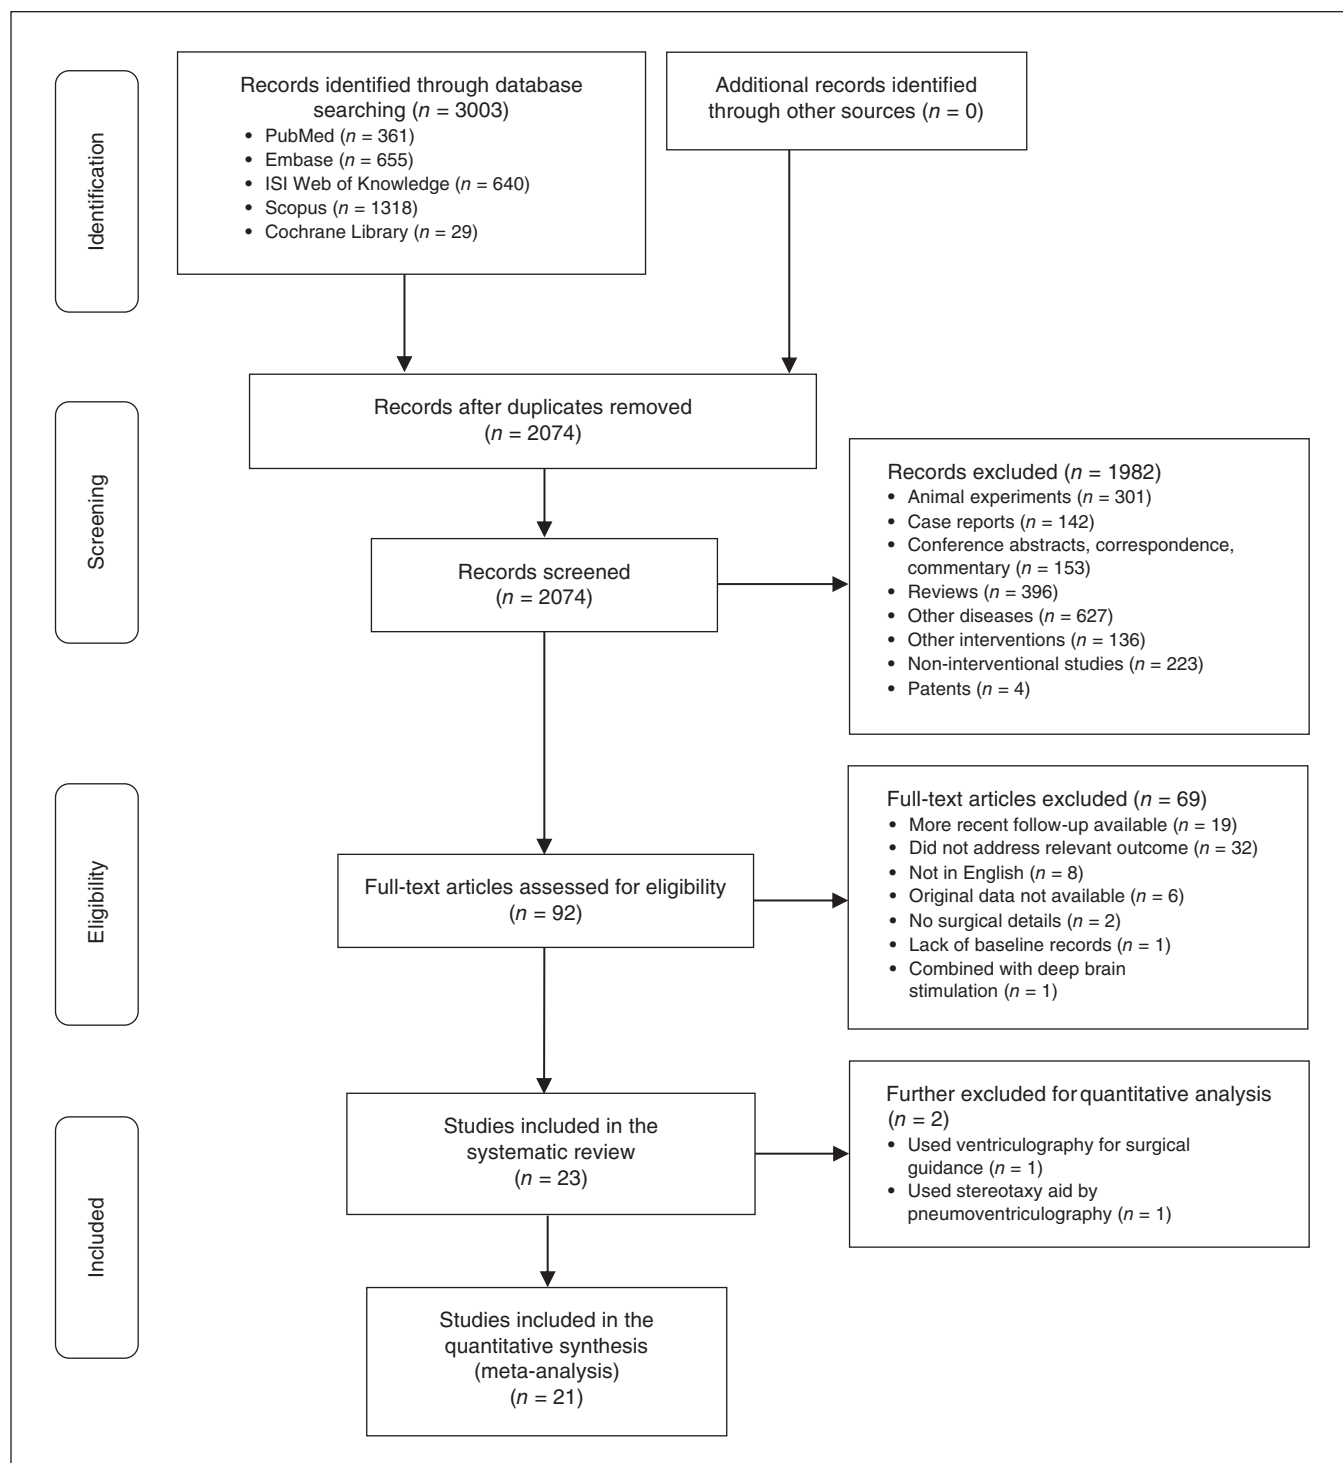 Identification
Records identified through database
searching (n = 3003)
• PubMed (n = 361)
• Embase (n = 655)
• ISI Web of Knowledge (n = 640)
• Scopus (n = 1318)
• Cochrane Library (n = 29)
Additional records identified
through other sources (n = 0)
Screening
Records after duplicates removed
(n = 2074)
Records screened
(n = 2074)
Records excluded (n = 1982)
• Animal experiments (n = 301)
• Case reports (n = 142)
• Conference abstracts, correspondence,
commentary (n = 153)
• Reviews (n = 396)
• Other diseases (n = 627)
• Other interventions (n = 136)
• Non-interventional studies (n = 223)
• Patents (n = 4)
Eligibility
Full-text articles assessed for eligibility
(n = 92)
Full-text articles excluded (n = 69)
• More recent follow-up available (n = 19)
• Did not address relevant outcome (n = 32)
• Not in English (n = 8)
• Original data not available (n = 6)
• No surgical details (n = 2)
• Lack of baseline records (n = 1)
• Combined with deep brain
stimulation (n = 1)
Included
Studies included in the
systematic review
(n = 23)
Further excluded for quantitative analysis
(n = 2)
• Used ventriculography for surgical
guidance (n = 1)
• Used stereotaxy aid by
pneumoventriculography (n = 1)
Studies included in the
quantitative synthesis
(meta-analysis)
(n = 21)